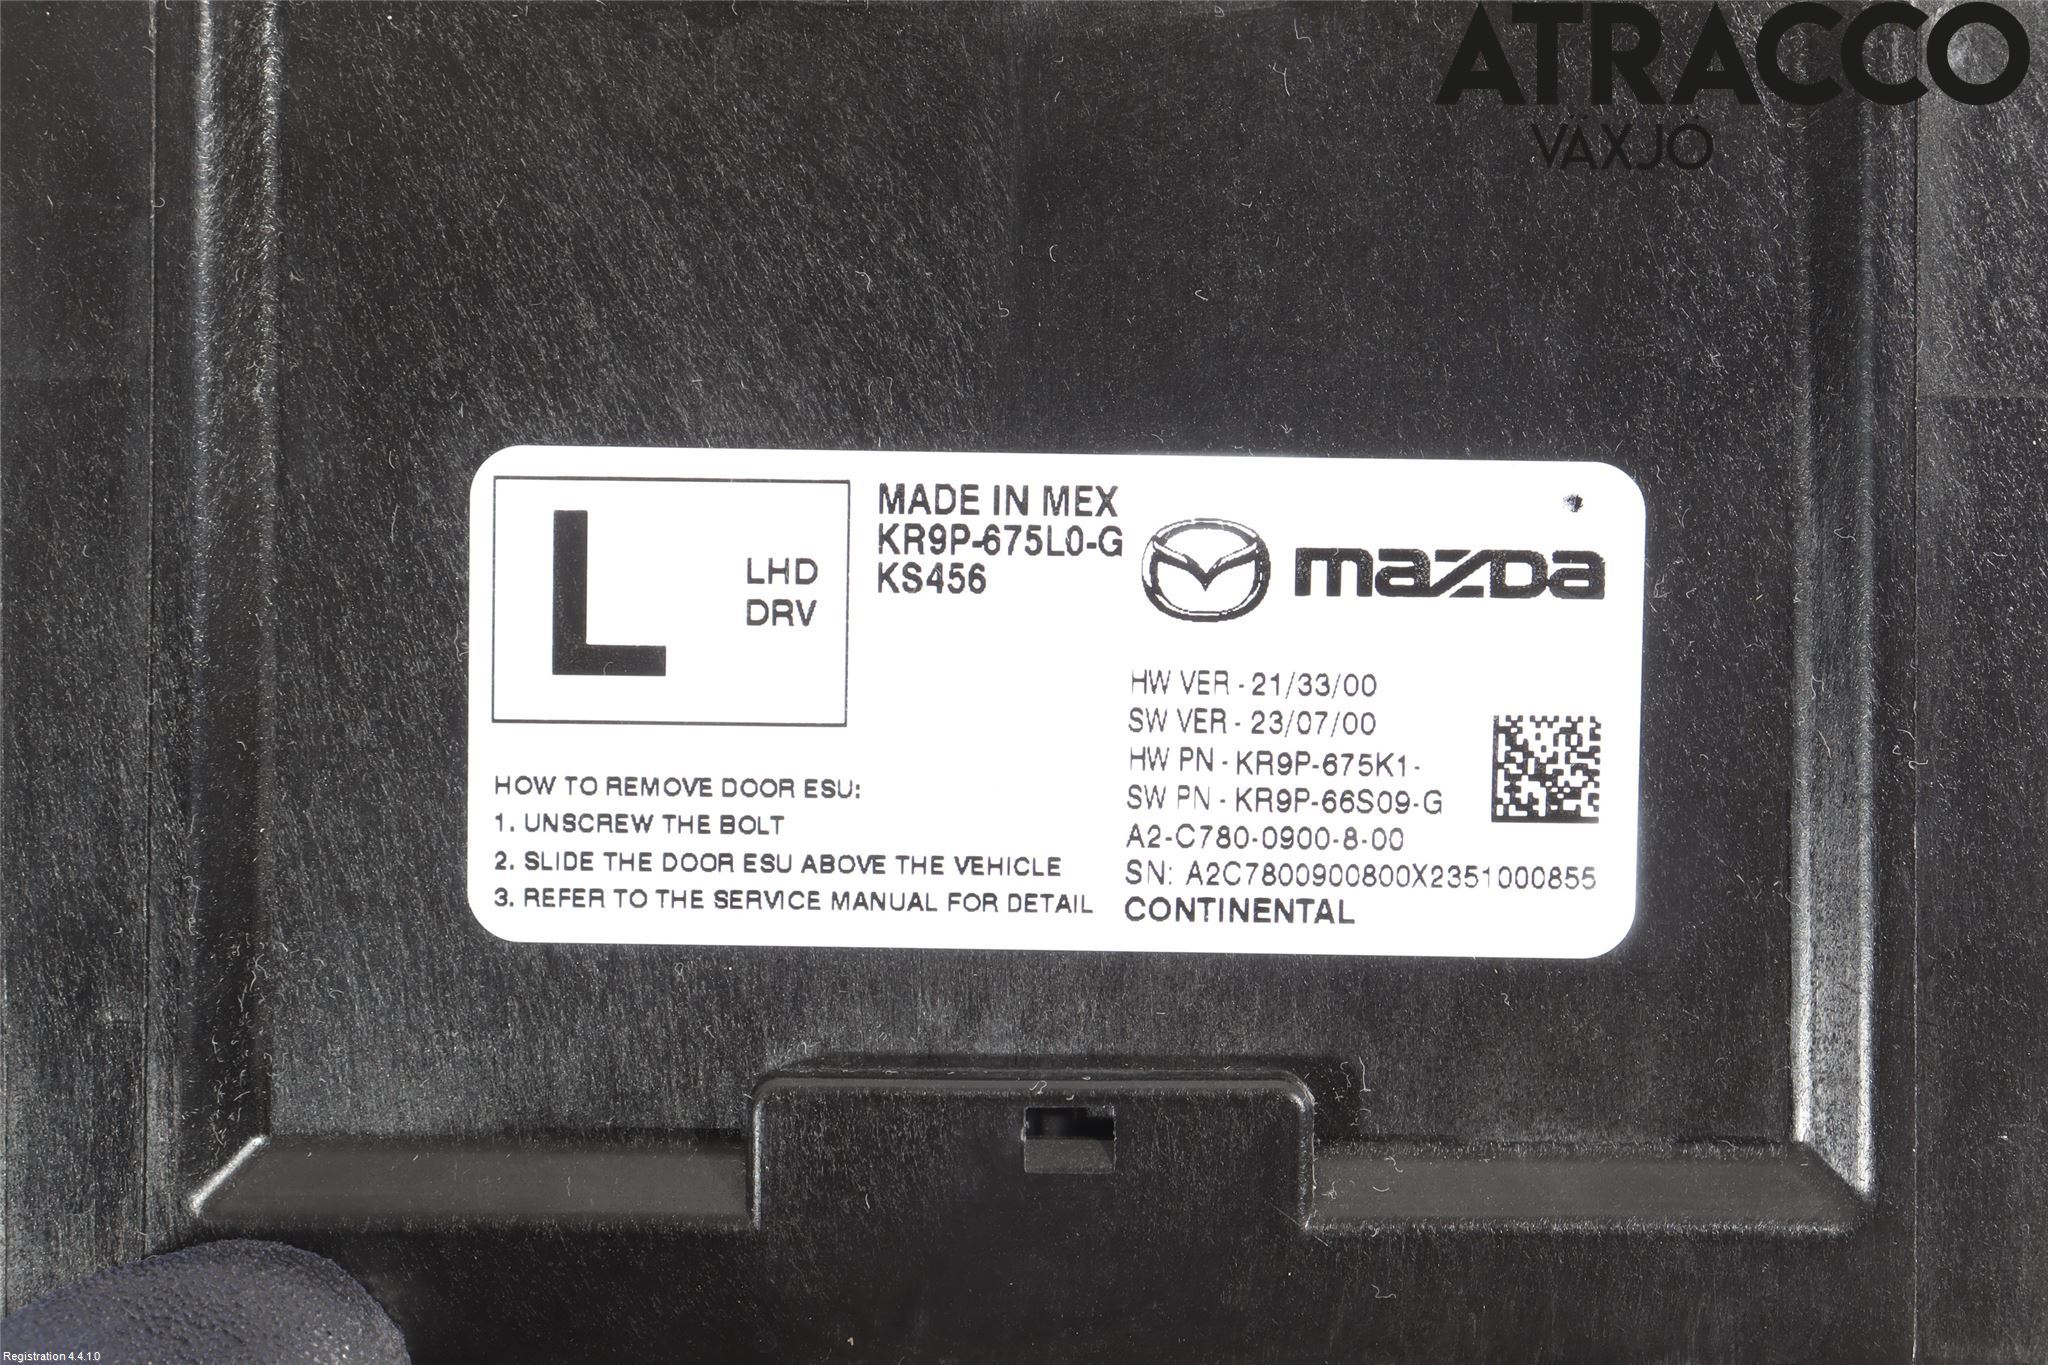 ATRACCO
VÄXJÖ
L
LHD
DRV
MADE IN MEX
KR9P-675L0-G
KS456
mazda
HW VER - 21/33/00
SW VER - 23/07/00
HW PN - KR9P-675K1-
SW PN - KR9P-66S09-G
A2-C780-0900-8-00
SN: A2C7800900800X2351000855
CONTINENTAL
HOW TO REMOVE DOOR ESU:
1. UNSCREW THE BOLT
2. SLIDE THE DOOR ESU ABOVE THE VEHICLE
3. REFER TO THE SERVICE MANUAL FOR DETAIL
Registration 4.4.1.0